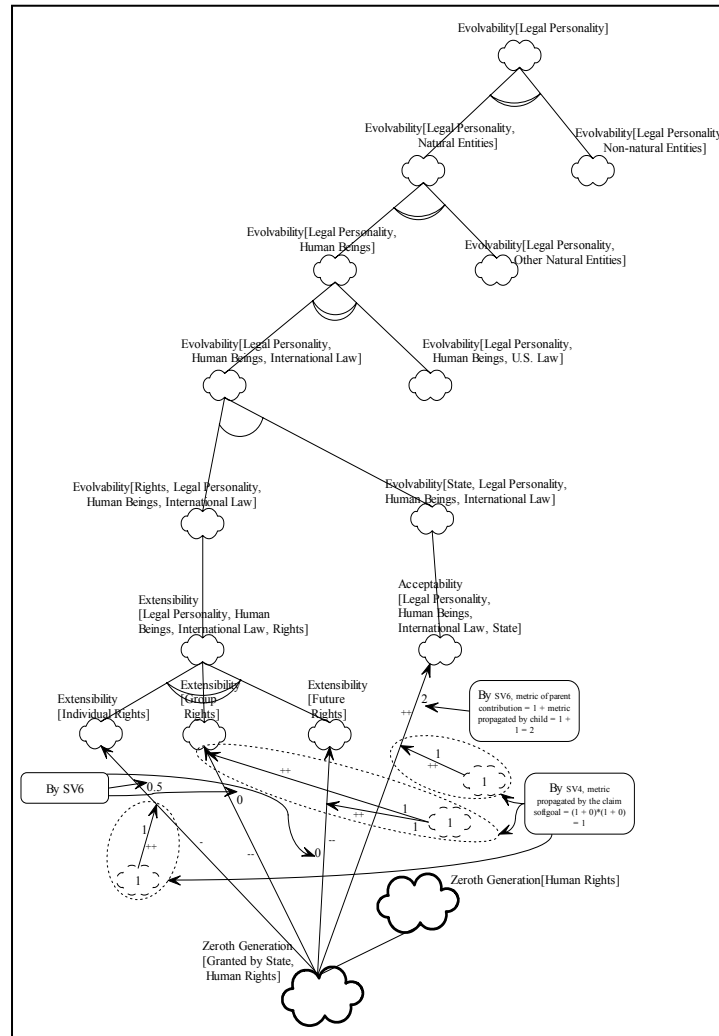 Evolvability[Legal Personality]
Evolvability[Legal Personality,
Natural Entities]
Evolvability[Legal Personality,
Non-natural Entities]
Evolvability[Legal Personality,
Human Beings]
Evolvability[Legal Personality,
Other Natural Entities]
Evolvability[Legal Personality,
Human Beings, International Law]
Evolvability[Legal Personality,
Human Beings, U.S. Law]
Evolvability[Rights, Legal Personality,
Human Beings, International Law]
Evolvability[State, Legal Personality,
Human Beings, International Law]
Extensibility
[Legal Personality, Human
Beings, International Law, Rights]
Acceptability
[Legal Personality,
Human Beings,
International Law, State]
Extensibility
[Individual Rights]
Extensibility
[Group
Rights]
Extensibility
[Future
Rights]
2
++
By SV6, metric of parent
contribution = 1 + metric
propagated by child = 1 +
1 = 2
1
++
1
By SV6
0.5
0
++
++
1
1
1
By SV4, metric
propagated by the claim
softgoal = (1 + 0)*(1 + 0)
= 1
1
++
1
-
--
0
--
Zeroth Generation[Human Rights]
Zeroth Generation
[Granted by State,
Human Rights]